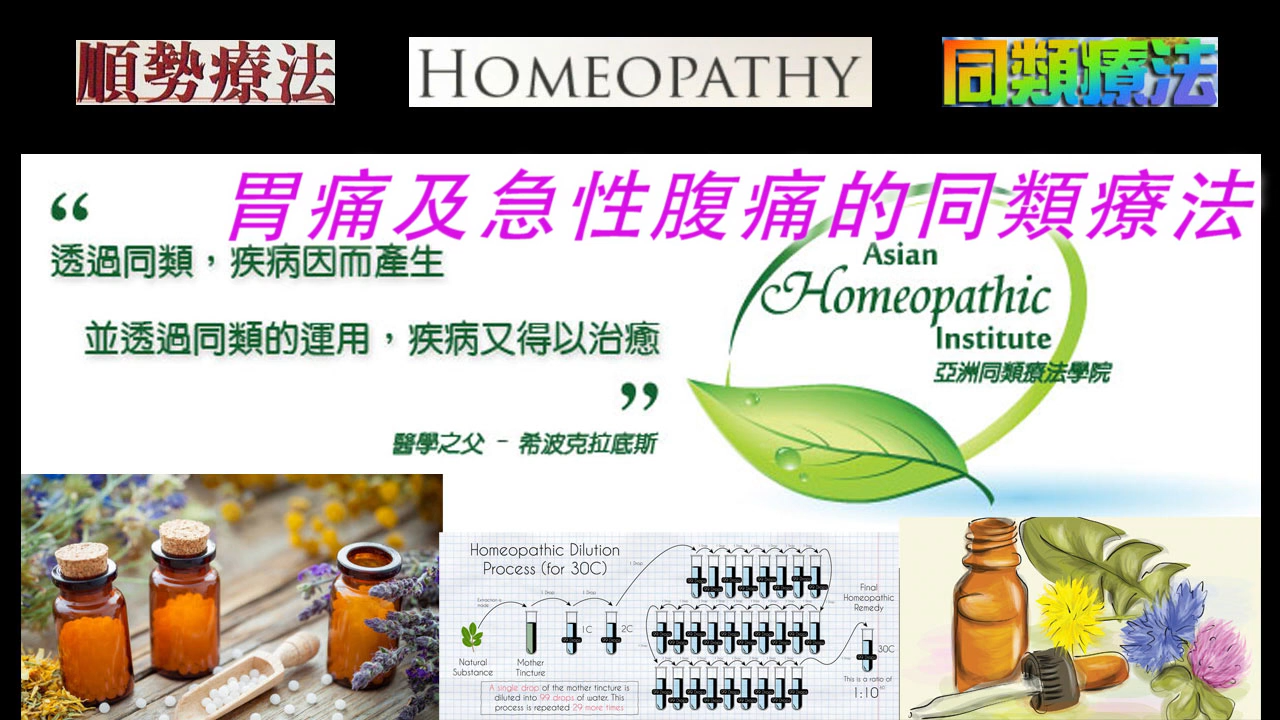 順勢療法
HOMEOPATHY
同類療法
胃痛及急性腹痛的同類療法
“
透過同類，疾病因而產生
並透過同類的運用，疾病又得以治癒
”
醫學之父 - 希波克拉底斯
Asian
Homeopathic
Institute
亞洲同類療法學院
Homeopathic Dilution
Process (for 30C)
Natural
Substance
Mother
Tincture
1C
2C
A single drop of the mother tincture is
diluted into 99 drops of water. This
process is repeated 29 more times
Final
Homeopathic
Remedy
30C
This is a ratio of